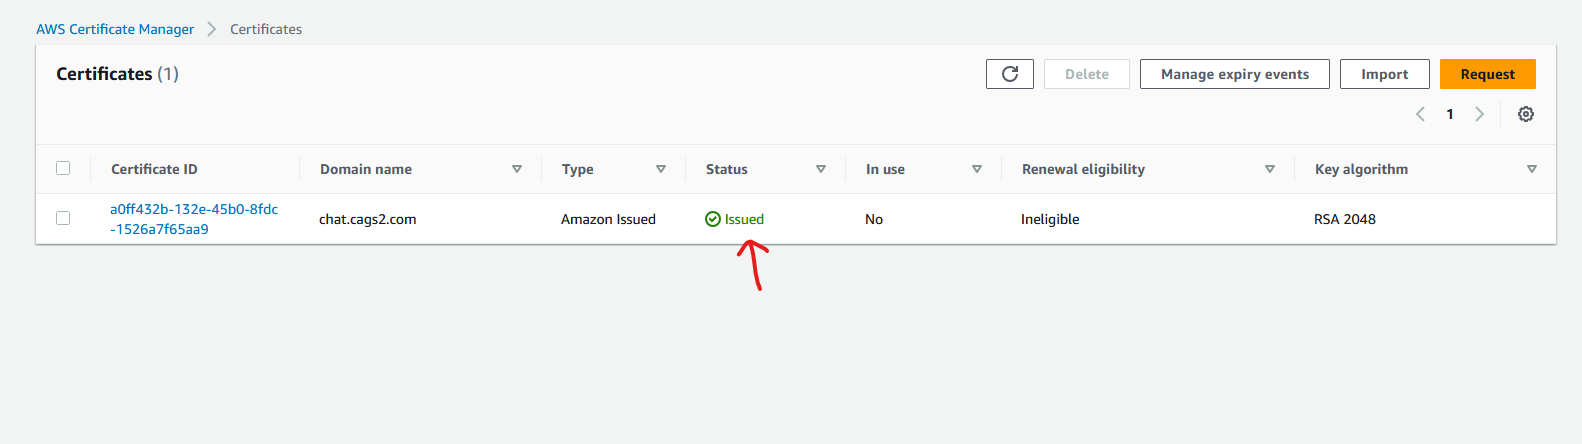 AWS Certificate Manager Certificates
Certificates (1)
Delete
Manage expiry events
Import
Request
1
Certificate ID Domain name Type Status In use Renewal eligibility Key algorithm
a0ff432b-132e-45b0-8fdc
-1526a7f65aa9
chat.cags2.com
Amazon Issued
Issued
No
Ineligible
RSA 2048